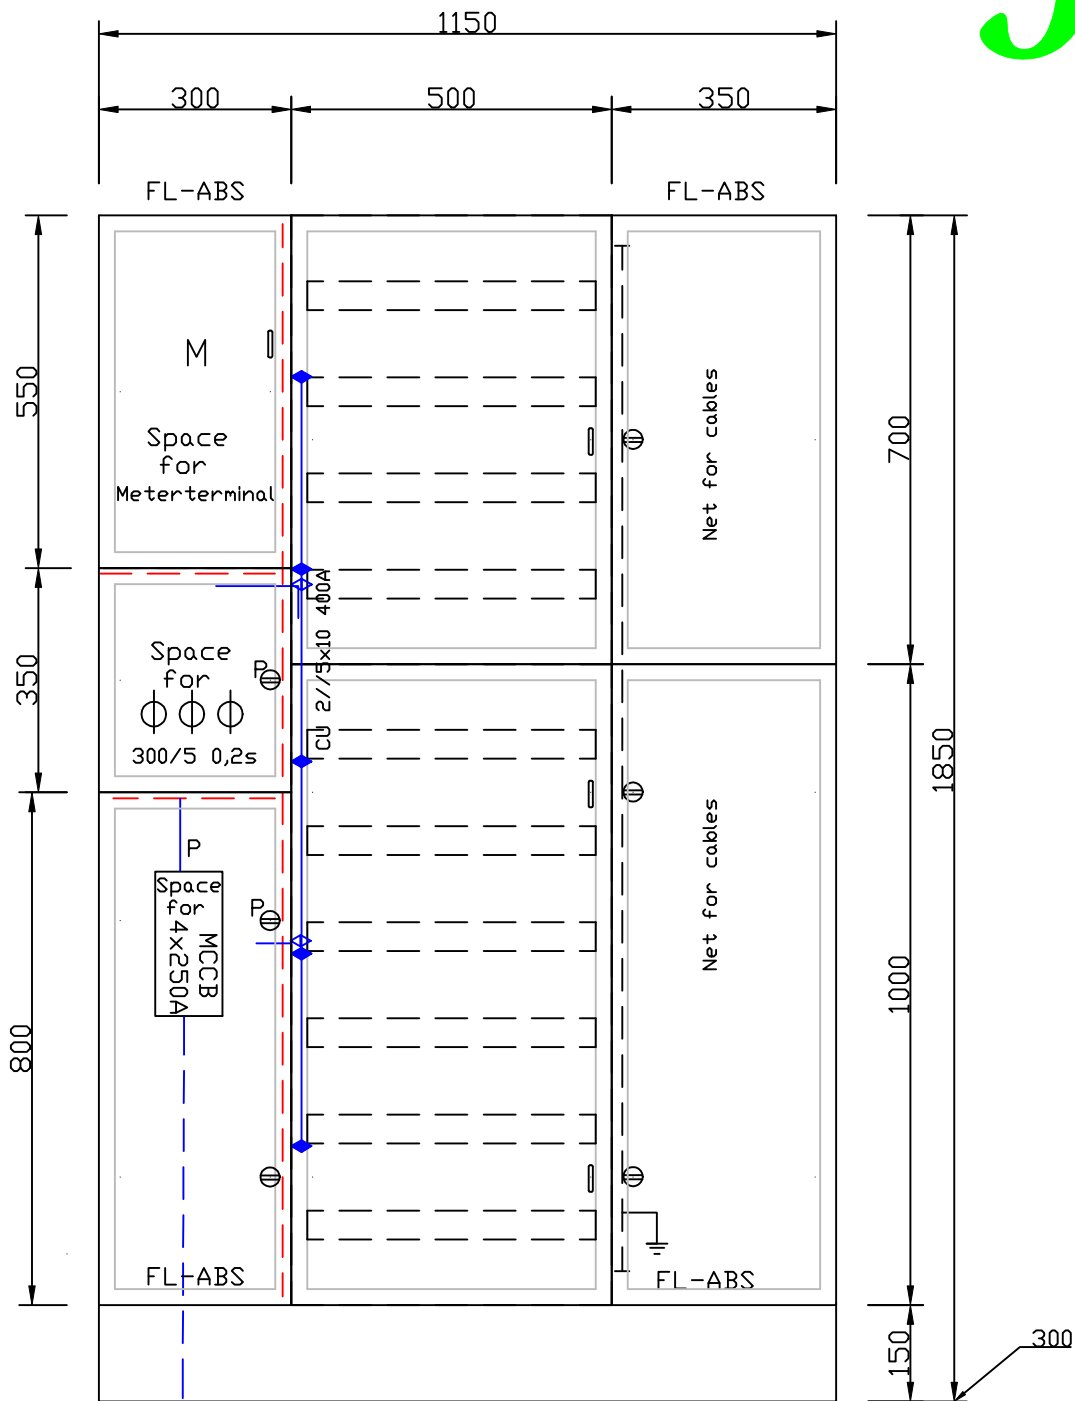 1150
300
500
350
FL-ABS
FL-ABS
M
Space
for
Meterterminal
550
Net for cables
700
350
Space
for
P
300/5 0,2s
CU 2//5x10 400A
1850
P
Space
for
MCCB
4x250A
P
Net for cables
800
1000
FL-ABS
FL-ABS
150
300